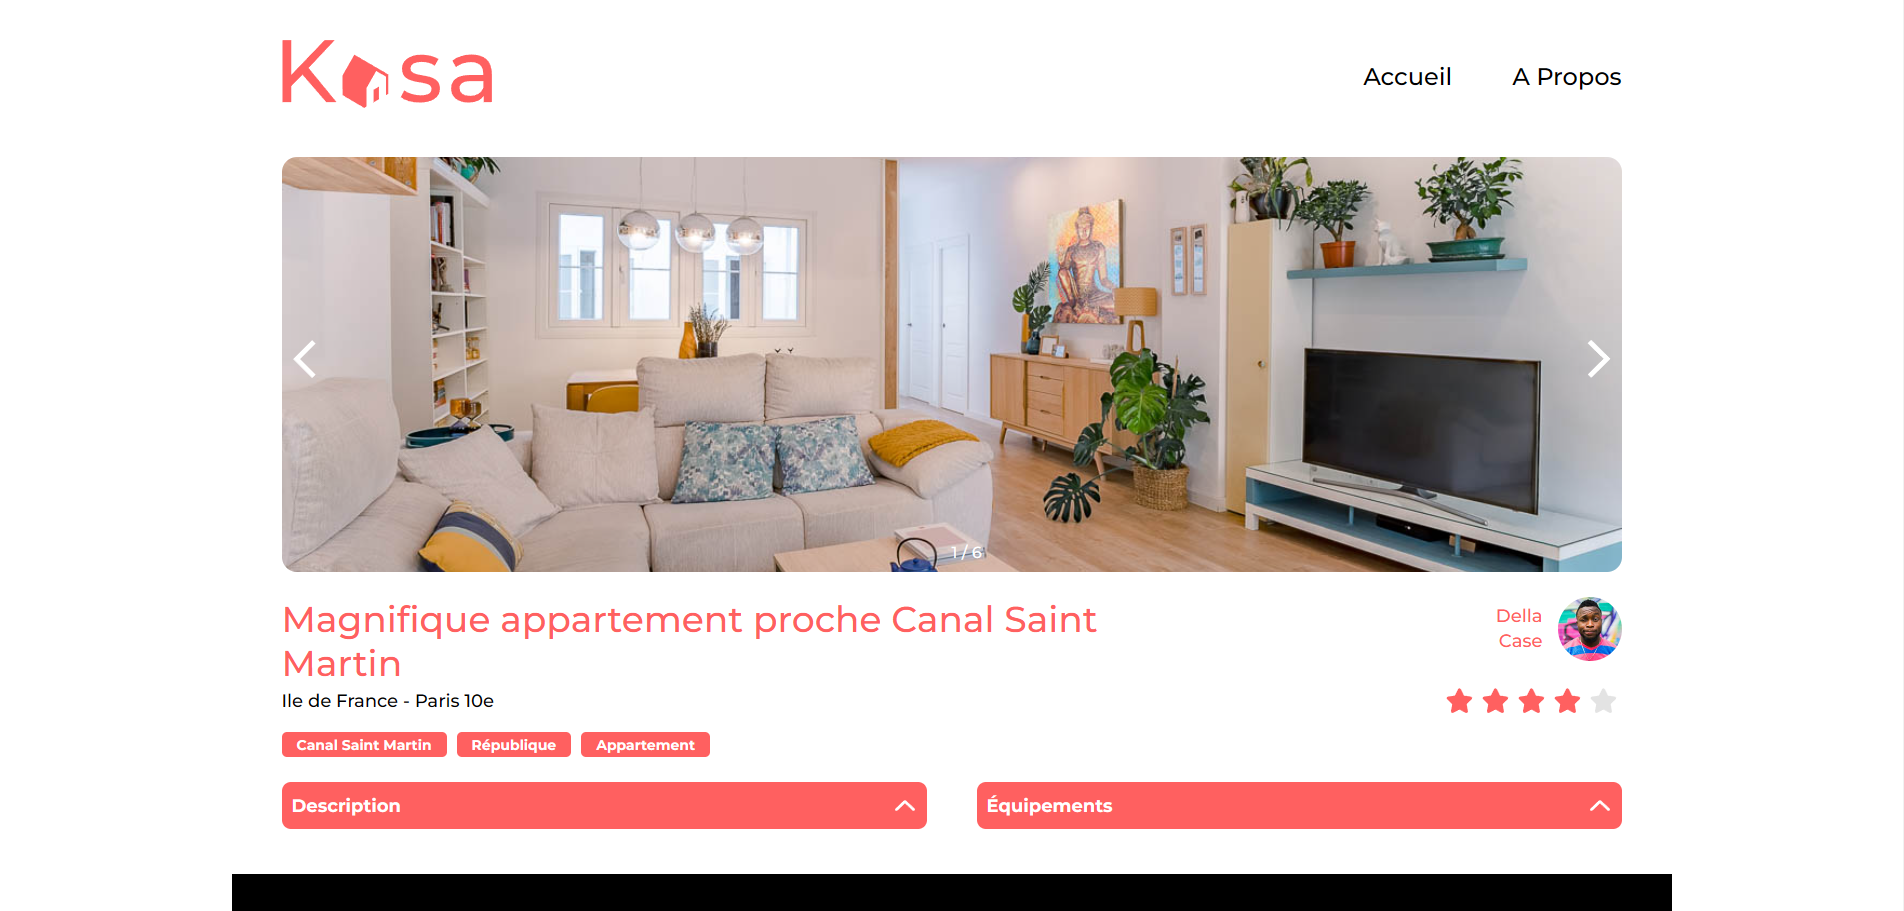 Kasa
Accueil
A Propos
1 / 6
Magnifique appartement proche Canal Saint
Martin
Della
Case
Ile de France - Paris 10e
Canal Saint Martin
République
Appartement
Description
Équipements